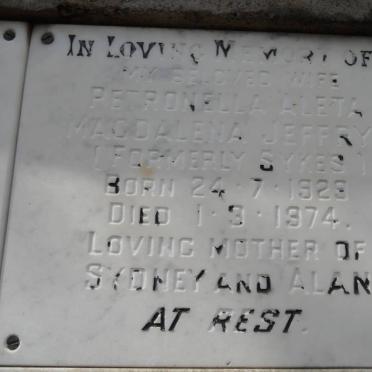 IN LOVING MEMORY OF
MY BELOVED WIFE
PETRONELLA ALETA
MAGDALENA JEFFRY
( FORMERLY SYKES )
BORN 24·7·1929
DIED 1·9·1974.
LOVING MOTHER OF
SYDNEY AND ALAN
AT REST.